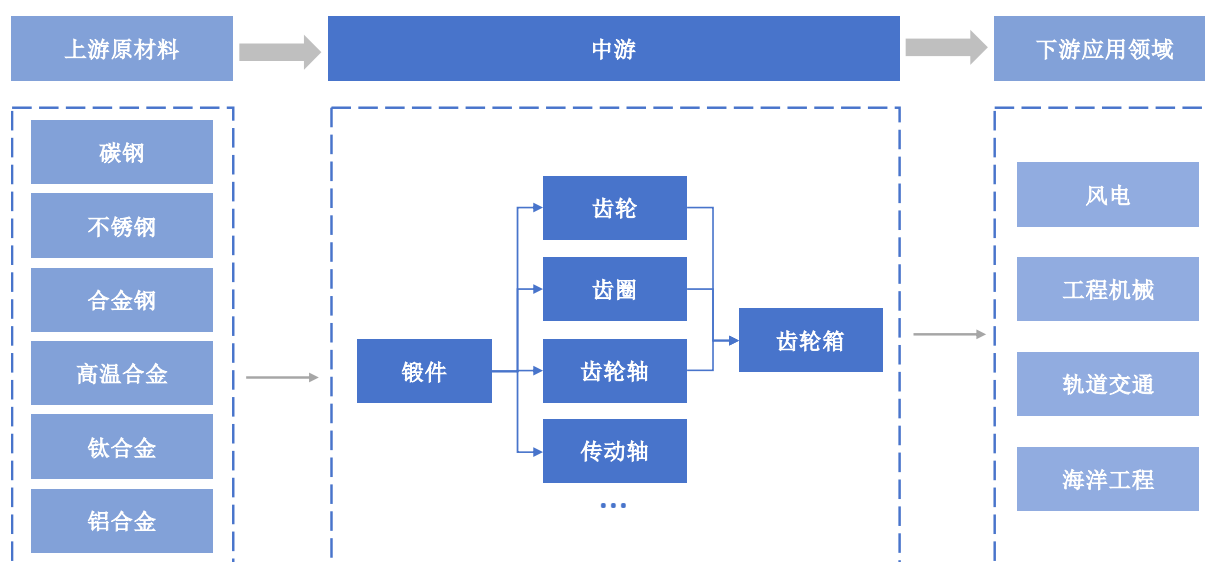 上游原材料
中游
下游应用领域
碳钢
不锈钢
合金钢
高温合金
钛合金
铝合金
锻件
齿轮
齿圈
齿轮轴
传动轴
...
齿轮箱
风电
工程机械
轨道交通
海洋工程